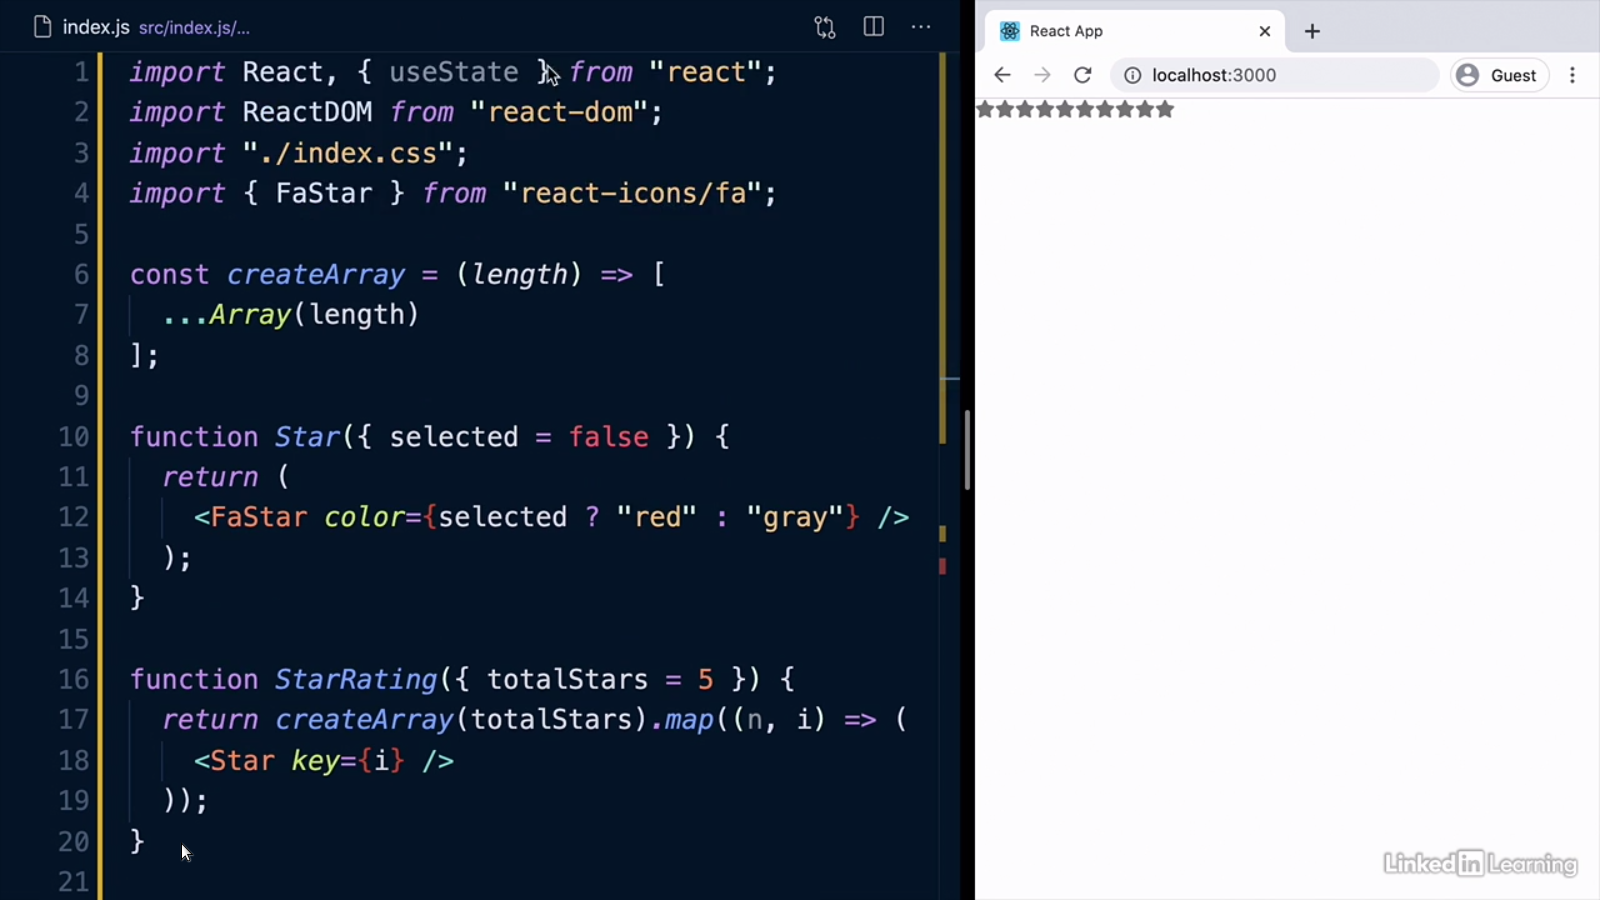 index.js src/index.js/...
1 import React, { useState } from "react";
2 import ReactDOM from "react-dom";
3 import "./index.css";
4 import { FaStar } from "react-icons/fa";
5
6 const createArray = (length) => [
7 ...Array(length)
8 ];
9
10 function Star({ selected = false }) {
11 return (
12 <FaStar color={selected ? "red" : "gray"} />
13 );
14 }
15
16 function StarRating({ totalStars = 5 }) {
17 return createArray(totalStars).map((n, i) => (
18 <Star key={i} />
19 ));
20 }
21
React App
localhost:3000
Guest
LinkedIn Learning